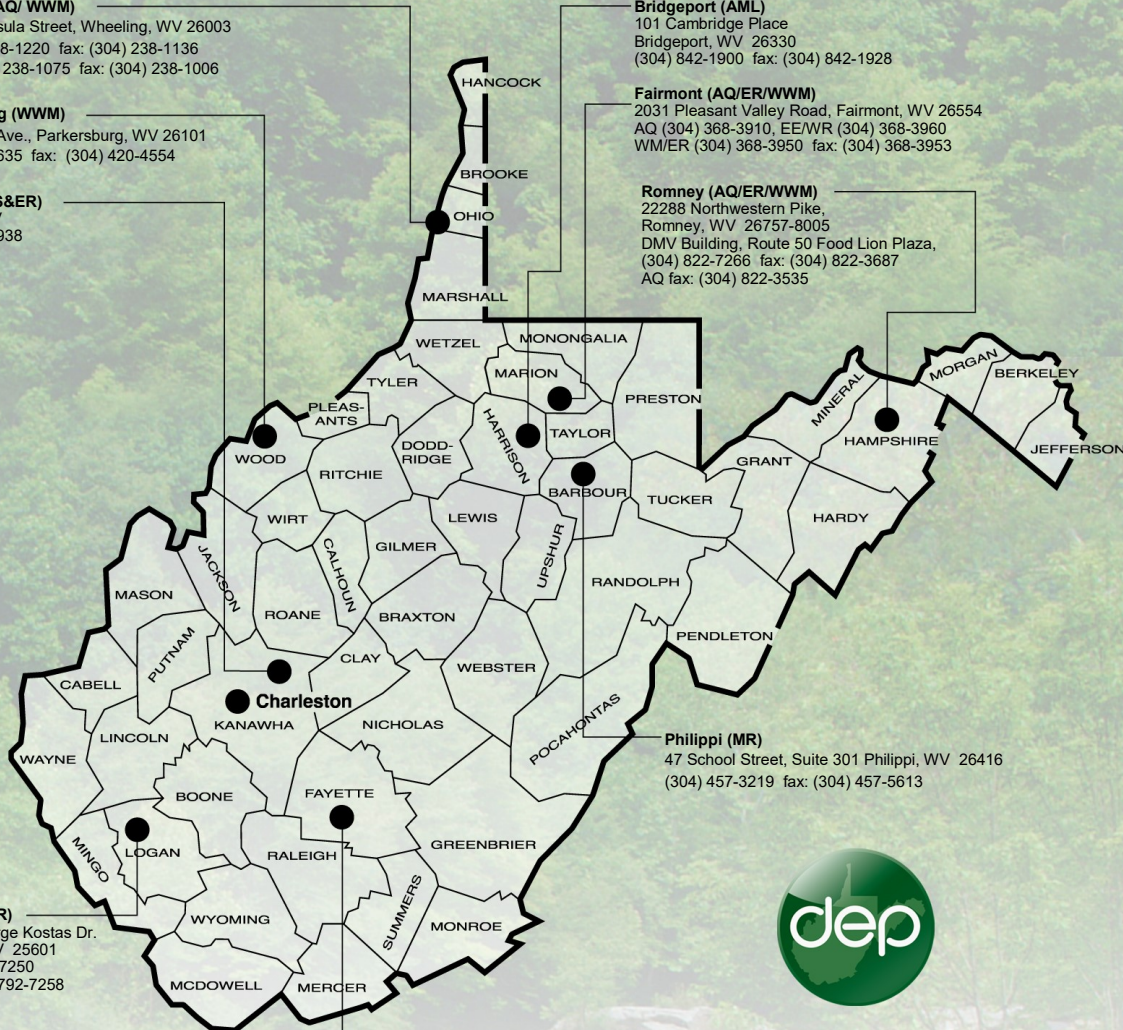 AQ/ WWM)
sula Street, Wheeling, WV 26003
8-1220 fax: (304) 238-1136
238-1075 fax: (304) 238-1006
g (WWM)
Ave., Parkersburg, WV 26101
635 fax: (304) 420-4554
S&ER)
938
Bridgeport (AML)
101 Cambridge Place
Bridgeport, WV 26330
(304) 842-1900 fax: (304) 842-1928
Fairmont (AQ/ER/WWM)
2031 Pleasant Valley Road, Fairmont, WV 26554
AQ (304) 368-3910, EE/WR (304) 368-3960
WM/ER (304) 368-3950 fax: (304) 368-3953
Romney (AQ/ER/WWM)
22288 Northwestern Pike,
Romney, WV 26757-8005
DMV Building, Route 50 Food Lion Plaza,
(304) 822-7266 fax: (304) 822-3687
AQ fax: (304) 822-3535
HANCOCK
BROOKE
OHIO
MARSHALL
WETZEL
MONONGALIA
MARION
TYLER
PLEAS-
ANTS
PRESTON
MINERAL
MORGAN
BERKELEY
HAMPSHIRE
JEFFERSON
WOOD
DODD-
RIDGE
HARRISON
TAYLOR
RITCHIE
BARBOUR
TUCKER
GRANT
HARDY
WIRT
LEWIS
GILMER
CALHOUN
UPSHUR
JACKSON
MASON
ROANE
BRAXTON
RANDOLPH
PENDLETON
PUTNAM
CLAY
WEBSTER
CABELL
Charleston
KANAWHA
NICHOLAS
POCAHONTAS
LINCOLN
WAYNE
BOONE
FAYETTE
LOGAN
MINGO
RALEIGH
GREENBRIER
WYOMING
SUMMERS
MONROE
MCDOWELL
MERCER
Philippi (MR)
47 School Street, Suite 301 Philippi, WV 26416
(304) 457-3219 fax: (304) 457-5613
R)
rge Kostas Dr.
V 25601
7250
792-7258
dep